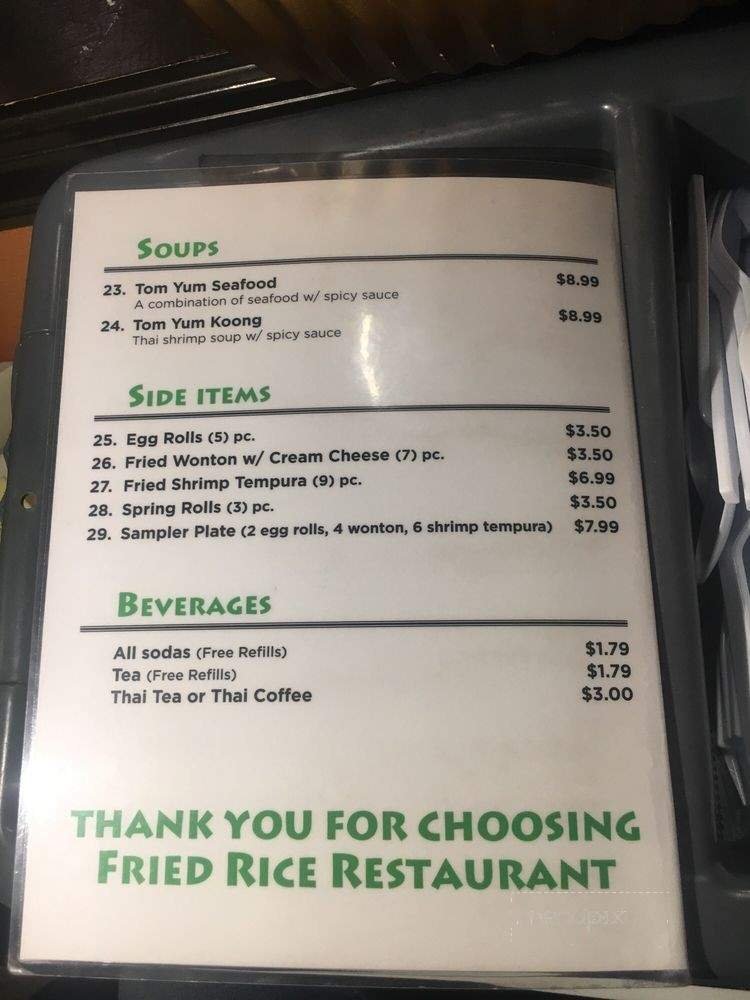 SOUPS
23. Tom Yum Seafood $8.99
A combination of seafood w/ spicy sauce
24. Tom Yum Koong $8.99
Thai shrimp soup w/ spicy sauce
SIDE ITEMS
25. Egg Rolls (5) pc. $3.50
26. Fried Wonton w/ Cream Cheese (7) pc. $3.50
27. Fried Shrimp Tempura (9) pc. $6.99
28. Spring Rolls (3) pc. $3.50
29. Sampler Plate (2 egg rolls, 4 wonton, 6 shrimp tempura) $7.99
BEVERAGES
All sodas (Free Refills) $1.79
Tea (Free Refills) $1.79
Thai Tea or Thai Coffee $3.00
THANK YOU FOR CHOOSING
FRIED RICE RESTAURANT